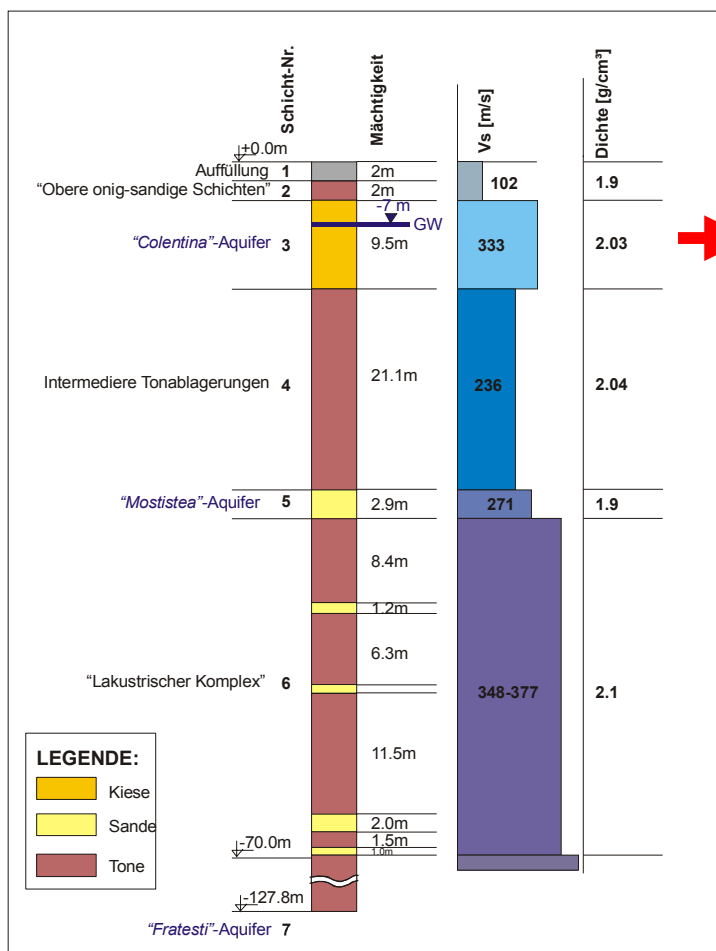 Schicht-Nr.
Mächtigkeit
Vs [m/s]
Dichte [g/cm³]
+0.0m
Auffüllung 1 2m 102 1.9
“Obere onig-sandige Schichten” 2 2m
-7 m
GW
“Colentina”-Aquifer 3 9.5m 333 2.03
Intermediere Tonablagerungen 4 21.1m 236 2.04
“Mostistea”-Aquifer 5 2.9m 271 1.9
8.4m
1.2m
6.3m
“Lakustrischer Komplex” 6 348-377 2.1
11.5m
2.0m
1.5m
1.0m
-70.0m
-127.8m
“Fratesti”-Aquifer 7
LEGENDE:
Kiese
Sande
Tone